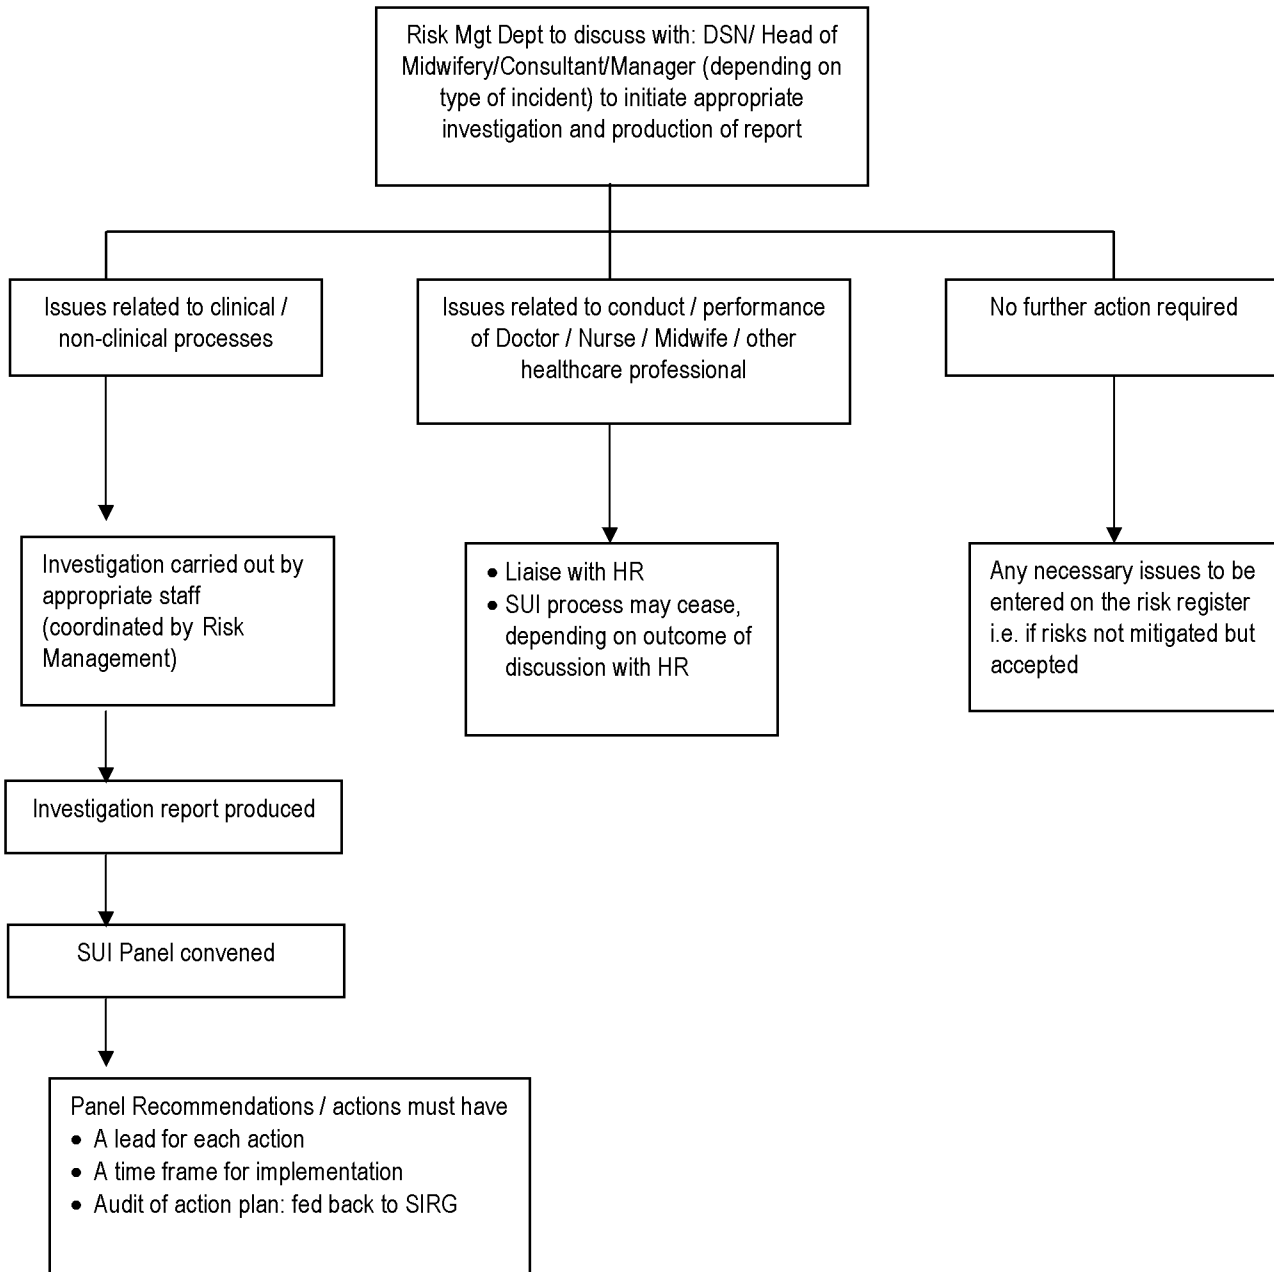 Risk Mgt Dept to discuss with: DSN/ Head of
Midwifery/Consultant/Manager (depending on
type of incident) to initiate appropriate
investigation and production of report
Issues related to clinical /
non-clinical processes
Issues related to conduct / performance
of Doctor / Nurse / Midwife / other
healthcare professional
No further action required
Investigation carried out by
appropriate staff
(coordinated by Risk
Management)
• Liaise with HR
• SUI process may cease,
depending on outcome of
discussion with HR
Any necessary issues to be
entered on the risk register
i.e. if risks not mitigated but
accepted
Investigation report produced
SUI Panel convened
Panel Recommendations / actions must have
• A lead for each action
• A time frame for implementation
• Audit of action plan: fed back to SIRG